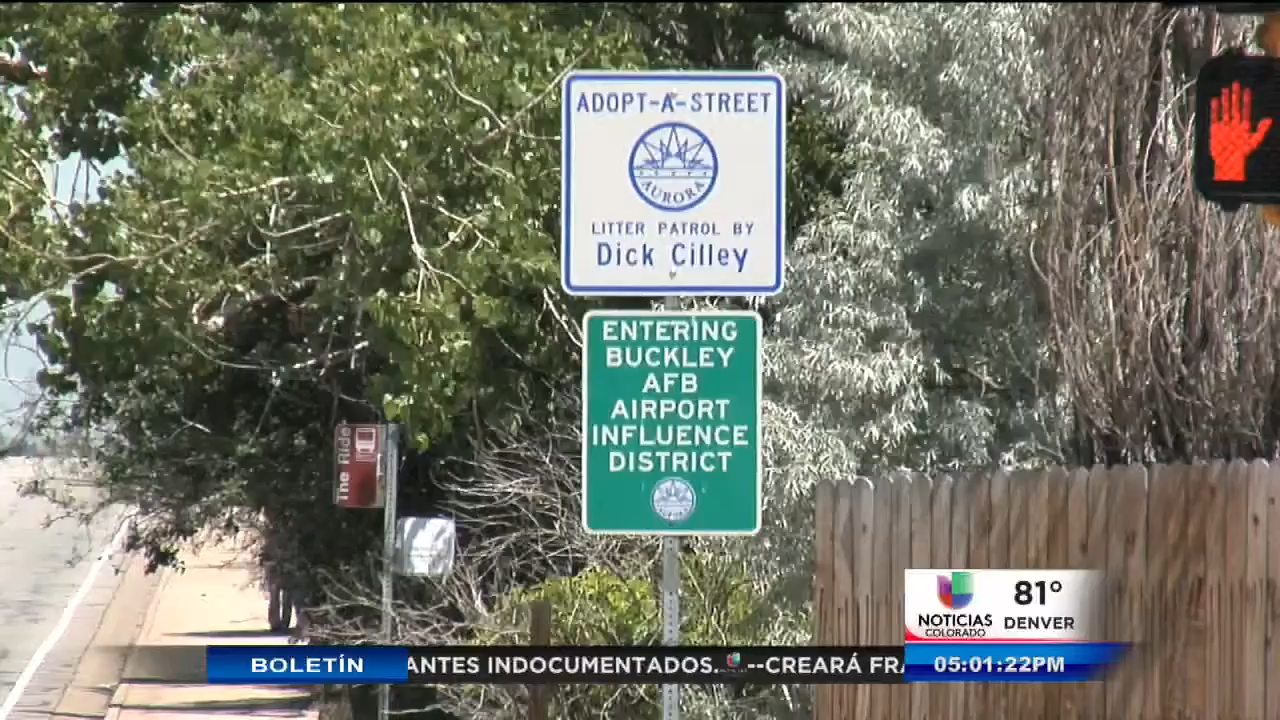 ADOPT-A-STREET
AURORA
LITTER PATROL BY
Dick Cilley
ENTERING
BUCKLEY
AFB
AIRPORT
INFLUENCE
DISTRICT
AURORA
The Ride
NOTICIAS
COLORADO
81°
DENVER
BOLETÍN
ANTES INDOCUMENTADOS. --CREARÁ FRA
05:01:22PM